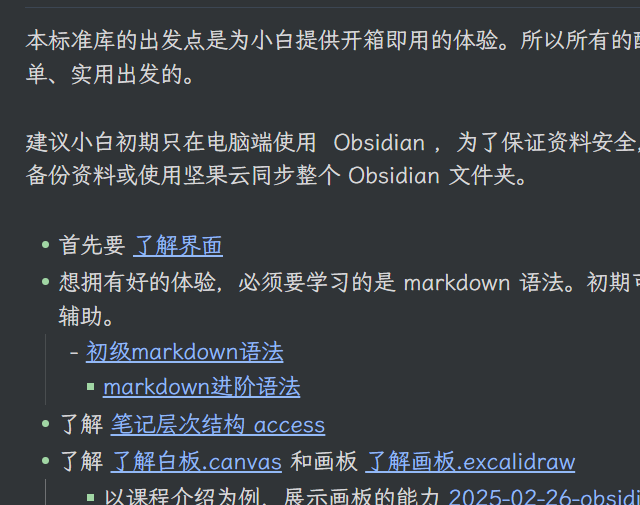 本标准库的出发点是为小白提供开箱即用的体验。所以所有的
单、实用出发的。
建议小白初期只在电脑端使用 Obsidian ，为了保证资料安全,
备份资料或使用坚果云同步整个 Obsidian 文件夹。
• 首先要 了解界面
• 想拥有好的体验，必须要学习的是 markdown 语法。初期可
辅助。
- 初级markdown语法
▪ markdown进阶语法
• 了解 笔记层次结构 access
• 了解 了解白板.canvas 和画板 了解画板.excalidraw
▪ 以课程介绍为例，展示画板的能力 2025-02-26-obsidi